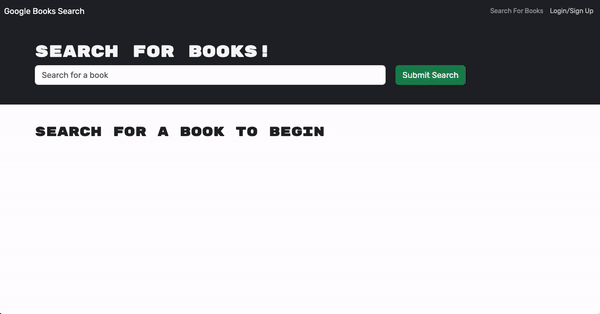 Google Books Search
Search For Books Login/Sign Up
SEARCH FOR BOOKS!
Search for a book
Submit Search
SEARCH FOR A BOOK TO BEGIN